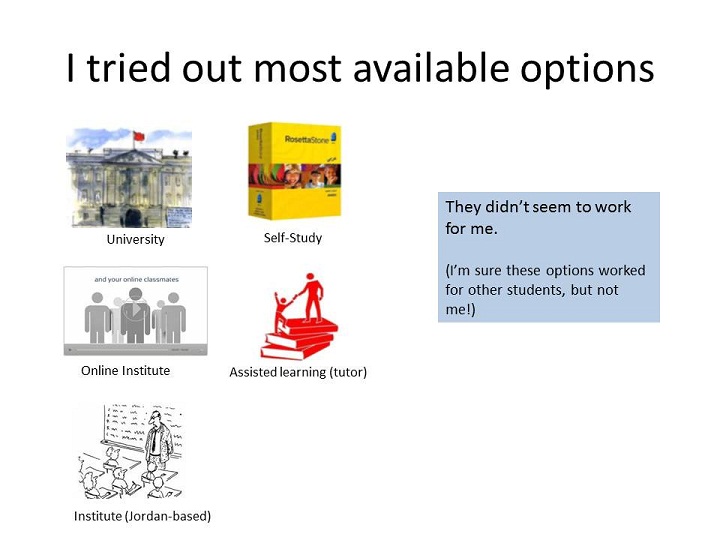 I tried out most available options
RosettaStone
University
Self-Study
They didn't seem to work
for me.
(I'm sure these options worked
for other students, but not
me!)
and your online classmates
Online Institute
Assisted learning (tutor)
Institute (Jordan-based)